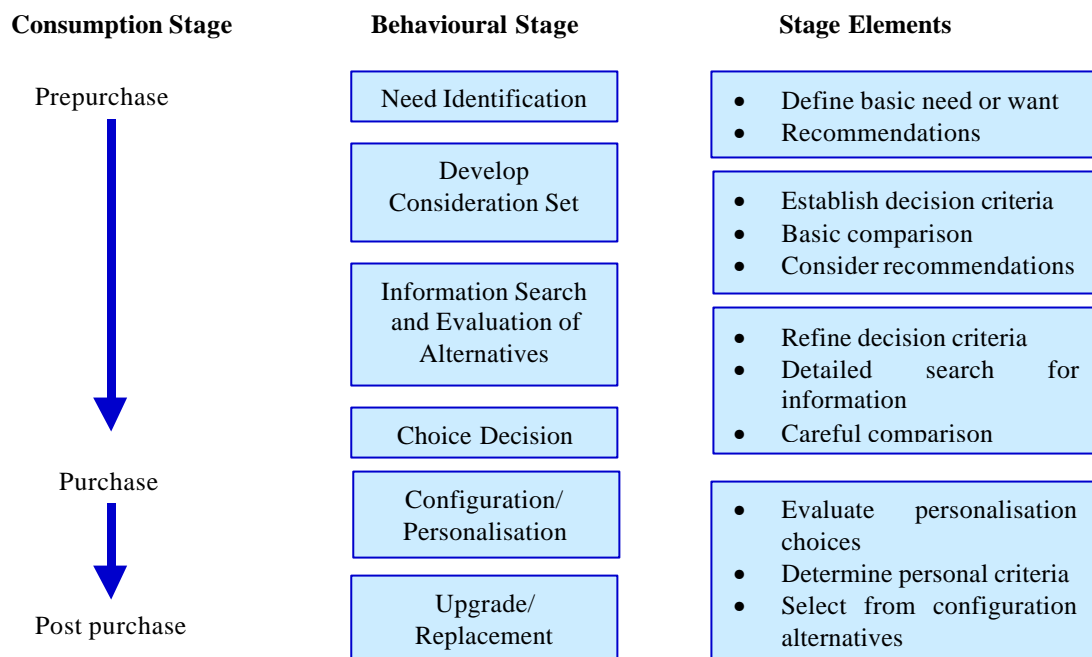 Consumption Stage
Behavioural Stage
Stage Elements
Prepurchase
Purchase
Post purchase
Need Identification
Develop
Consideration Set
Information Search
and Evaluation of
Alternatives
Choice Decision
Configuration/
Personalisation
Upgrade/
Replacement
• Define basic need or want
• Recommendations
• Establish decision criteria
• Basic comparison
• Consider recommendations
• Refine decision criteria
• Detailed search for
information
• Careful comparison
• Evaluate personalisation
choices
• Determine personal criteria
• Select from configuration
alternatives